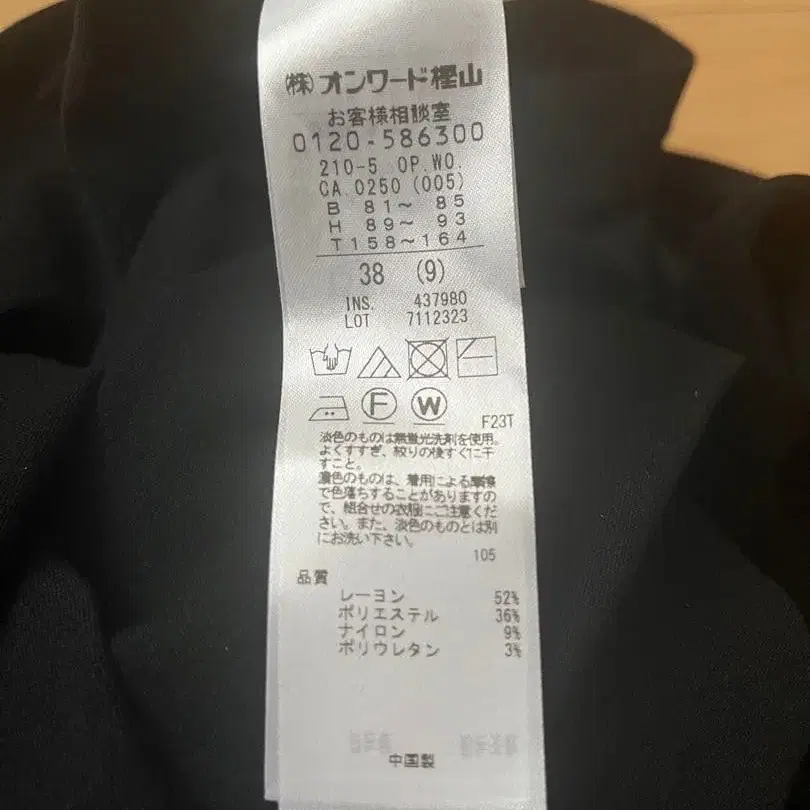 (株)オンワード樫山
お客様相談室
0120-586300
210-5 OP.WO.
CA.0250 (005)
B 81～ 85
H 89～ 93
T158～164
38 (9)
INS. 437980
LOT 7112323
F W
F23T
淡色のものは無蛍光洗剤を使用。
よくすすぎ、絞りの後すぐに干
すこと。
濃色のものは、着用による摩擦
で色落ちすることがありますの
で、組合せの衣服にご注意くだ
さい。また、淡色のものとは別
にお洗い下さい。
105
品質
レーヨン 52%
ポリエステル 36%
ナイロン 9%
ポリウレタン 3%
中国製